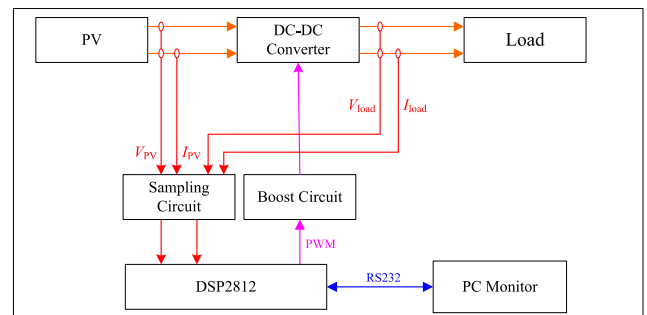 PV
DC-DC
Converter
Load
Vload
Iload
VPV
IPV
Sampling
Circuit
Boost Circuit
PWM
DSP2812
RS232
PC Monitor